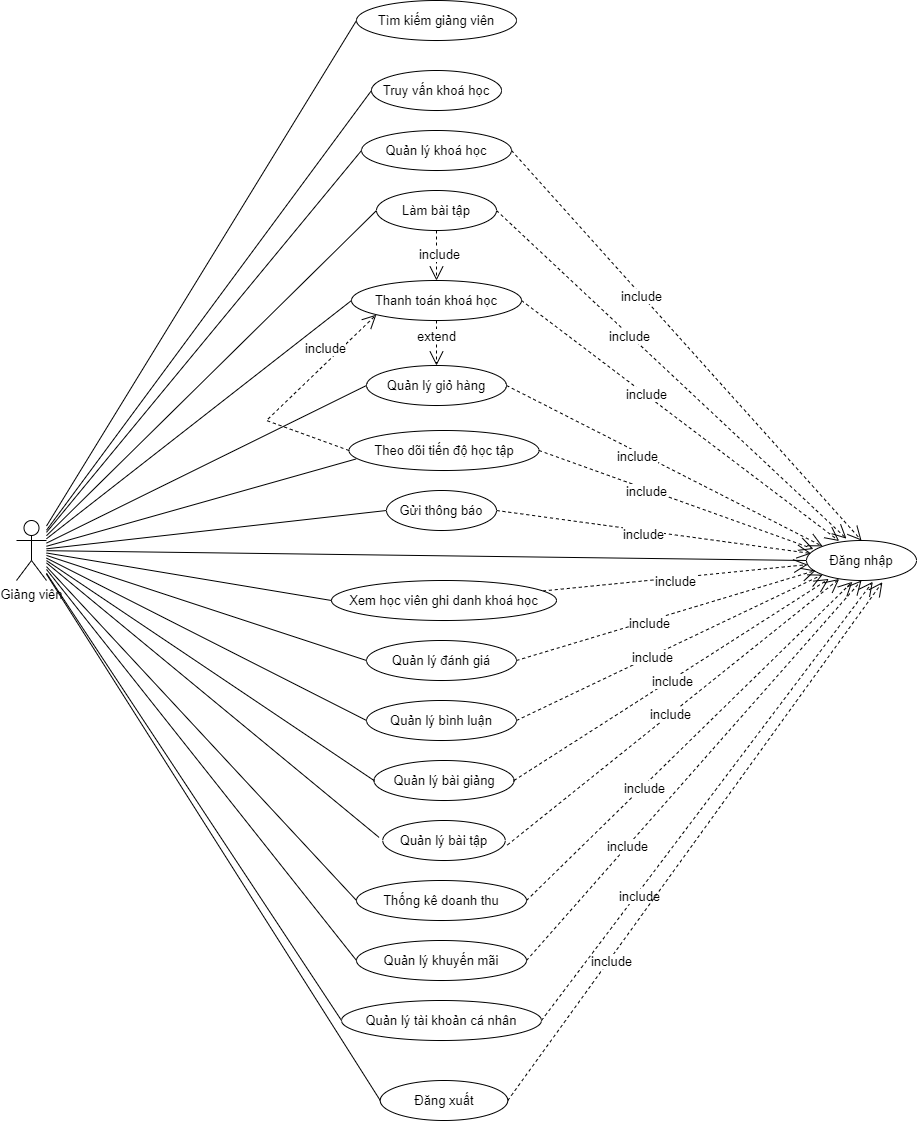 Tìm kiếm giảng viên
Truy vấn khoá học
Quản lý khoá học
Làm bài tập
include
Thanh toán khoá học
include
include
extend
include
include
Quản lý giỏ hàng
Theo dõi tiến độ học tập
include
include
Gửi thông báo
include
Đăng nhập
Giảng viên
Xem học viên ghi danh khoá học
include
include
Quản lý đánh giá
include
include
Quản lý bình luận
include
Quản lý bài giảng
include
Quản lý bài tập
include
Thống kê doanh thu
include
Quản lý khuyến mãi
include
Quản lý tài khoản cá nhân
Đăng xuất